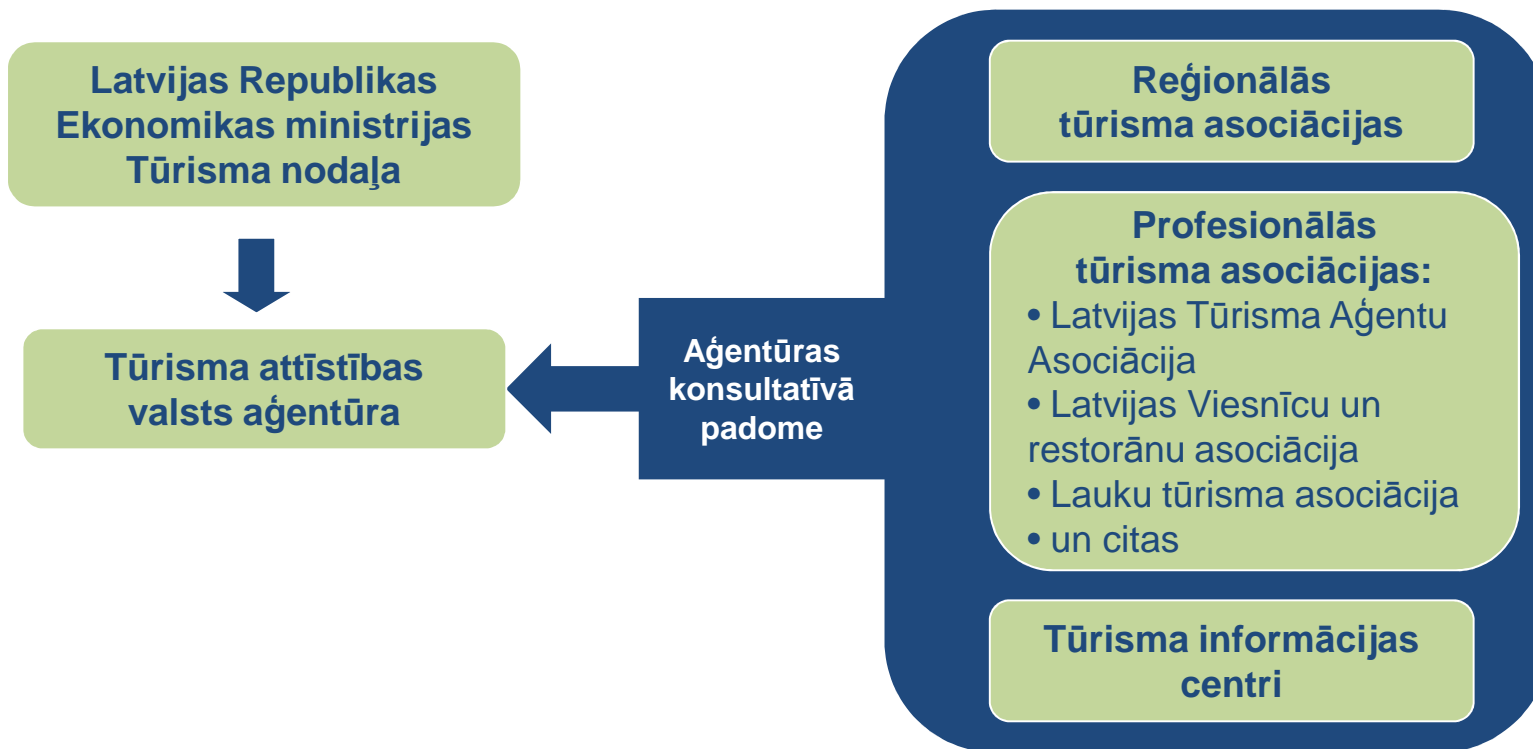 Latvijas Republikas
Ekonomikas ministrijas
Tūrisma nodaļa
Tūrisma attīstības
valsts aģentūra
Aģentūras
konsultatīvā
padome
Reģionālās
tūrisma asociācijas
Profesionālās
tūrisma asociācijas:
• Latvijas Tūrisma Aģentu
Asociācija
• Latvijas Viesnīcu un
restorānu asociācija
• Lauku tūrisma asociācija
• un citas
Tūrisma informācijas
centri